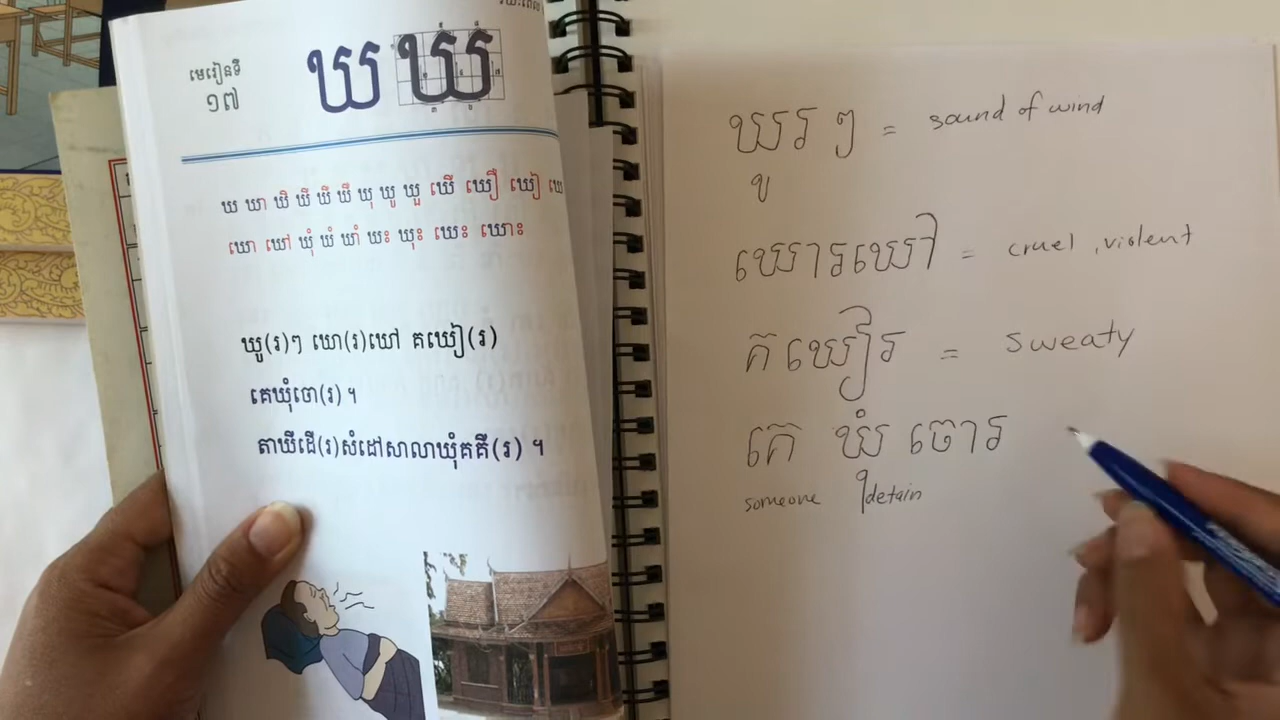 មេរៀនទី
១៧
ឃ ឃុំ
ឃ ឃា ឃិ ឃី ឃឹ ឃឺ ឃុ ឃូ ឃួ ឃើ ឃឿ ឃៀ
ឃោ ឃៅ ឃុំ ឃំ ឃាំ ឃះ ឃុះ ឃេះ ឃោះ
ឃូ(រ)ៗ ឃោ(រ)ឃៅ គឃៀ(រ)
គេឃុំចោ(រ) ។
តាឃីដើ(រ)សំដៅសាលាឃុំគគី(រ) ។
ឃូរ ៗ = sound of wind
ឃោរឃៅ = cruel , violent
គឃៀរ = sweaty
គេ ឃុំ ចោរ
someone detain